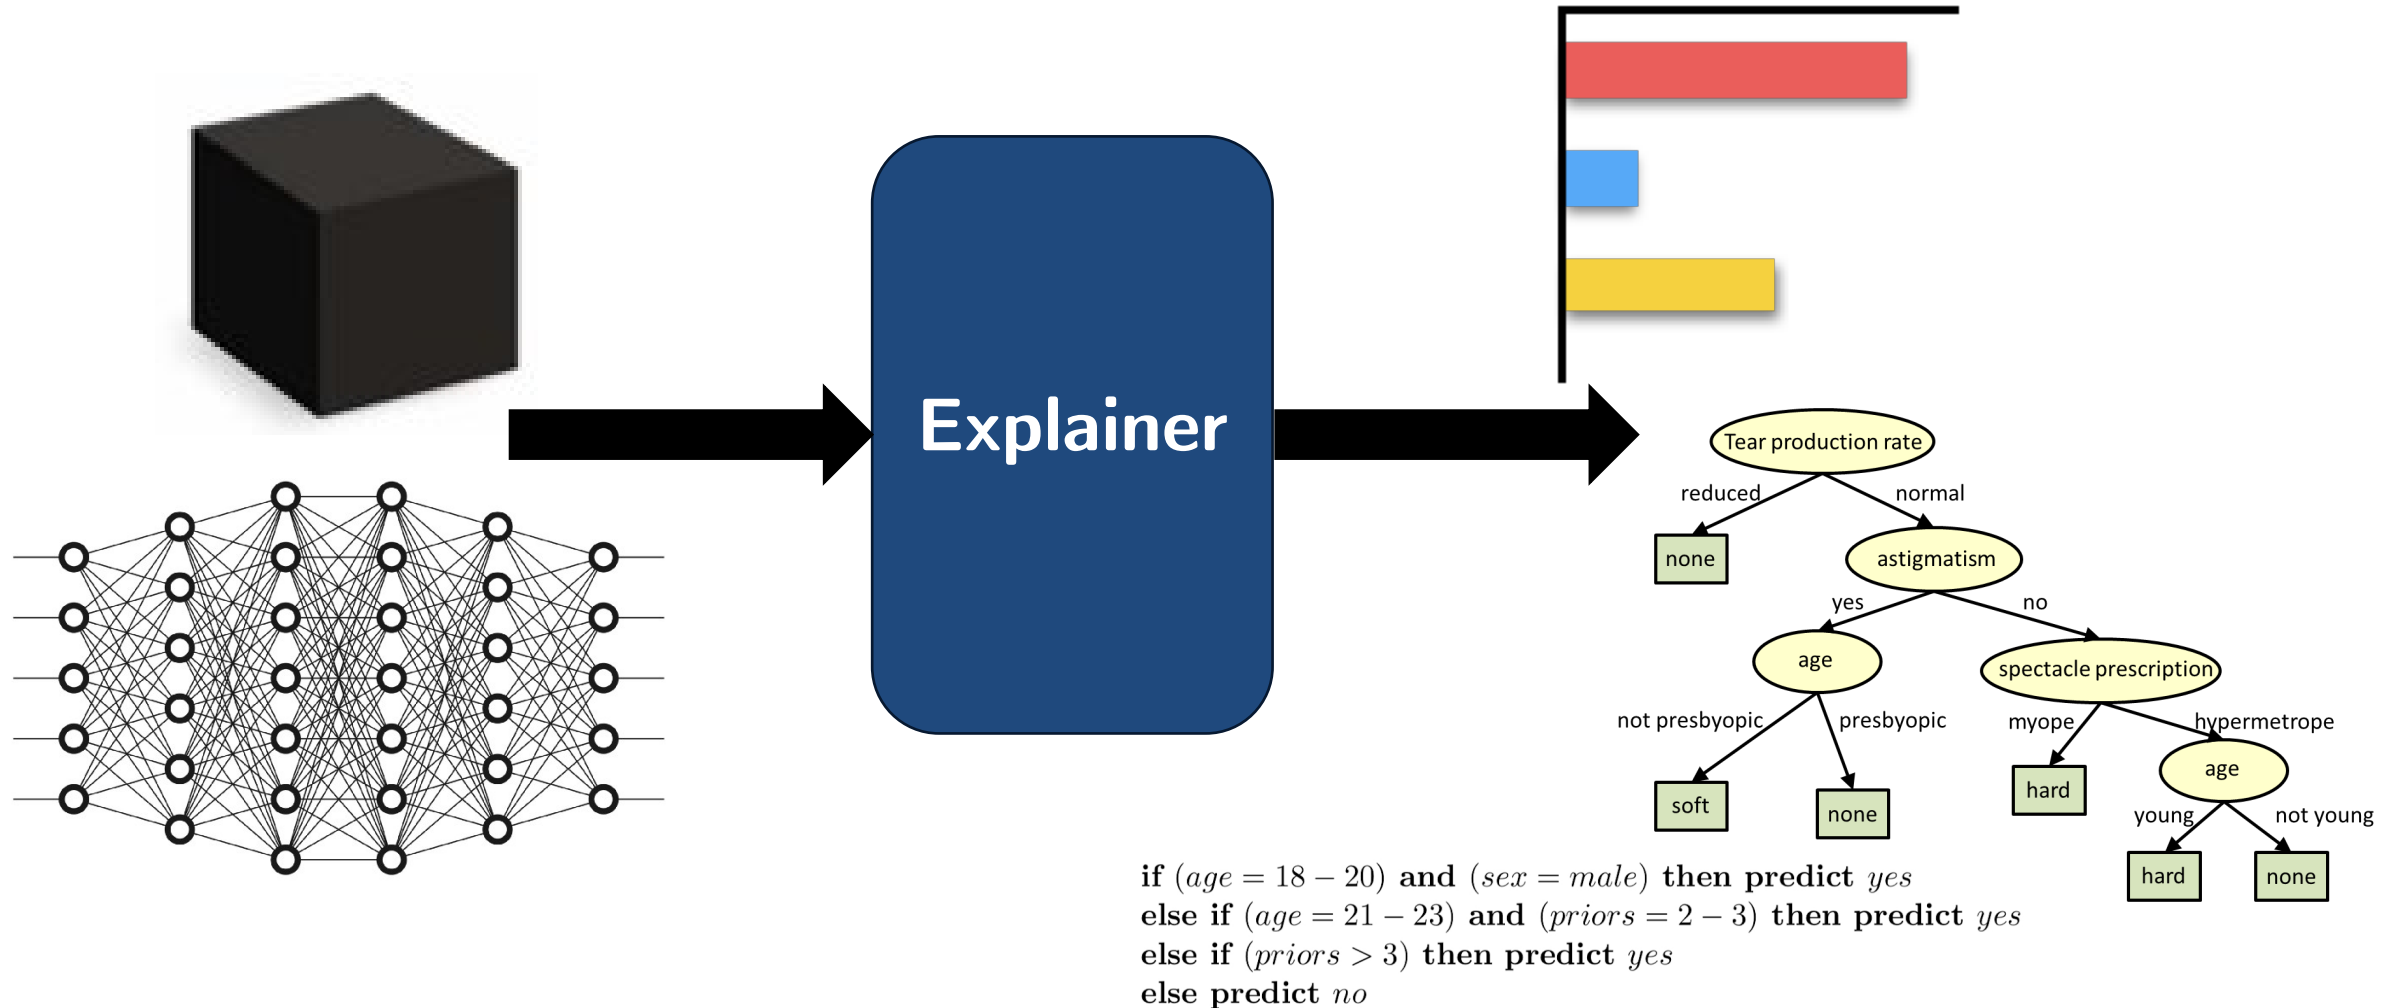 Explainer
Tear production rate
reduced
normal
none
astigmatism
yes
no
age
spectacle prescription
not presbyopic
presbyopic
myope
hypermetrope
soft
none
hard
age
young
not young
hard
none
if (age = 18 − 20) and (sex = male) then predict yes
else if (age = 21 − 23) and (priors = 2 − 3) then predict yes
else if (priors > 3) then predict yes
else predict no